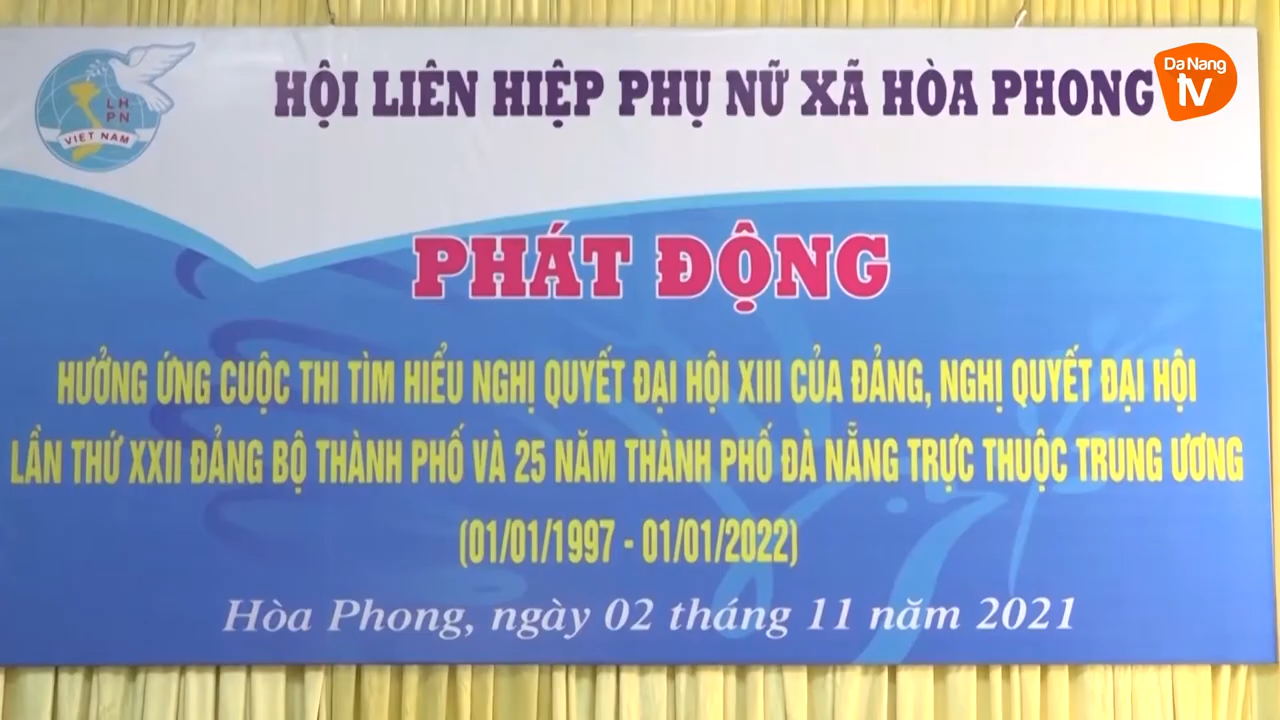 Da Nang
tv
LH
PN
VIET NAM
HỘI LIÊN HIỆP PHỤ NỮ XÃ HÒA PHONG
PHÁT ĐỘNG
HƯỞNG ỨNG CUỘC THI TÌM HIỂU NGHỊ QUYẾT ĐẠI HỘI XIII CỦA ĐẢNG, NGHỊ QUYẾT ĐẠI HỘI
LẦN THỨ XXII ĐẢNG BỘ THÀNH PHỐ VÀ 25 NĂM THÀNH PHỐ ĐÀ NẴNG TRỰC THUỘC TRUNG ƯƠNG
(01/01/1997 - 01/01/2022)
Hòa Phong, ngày 02 tháng 11 năm 2021